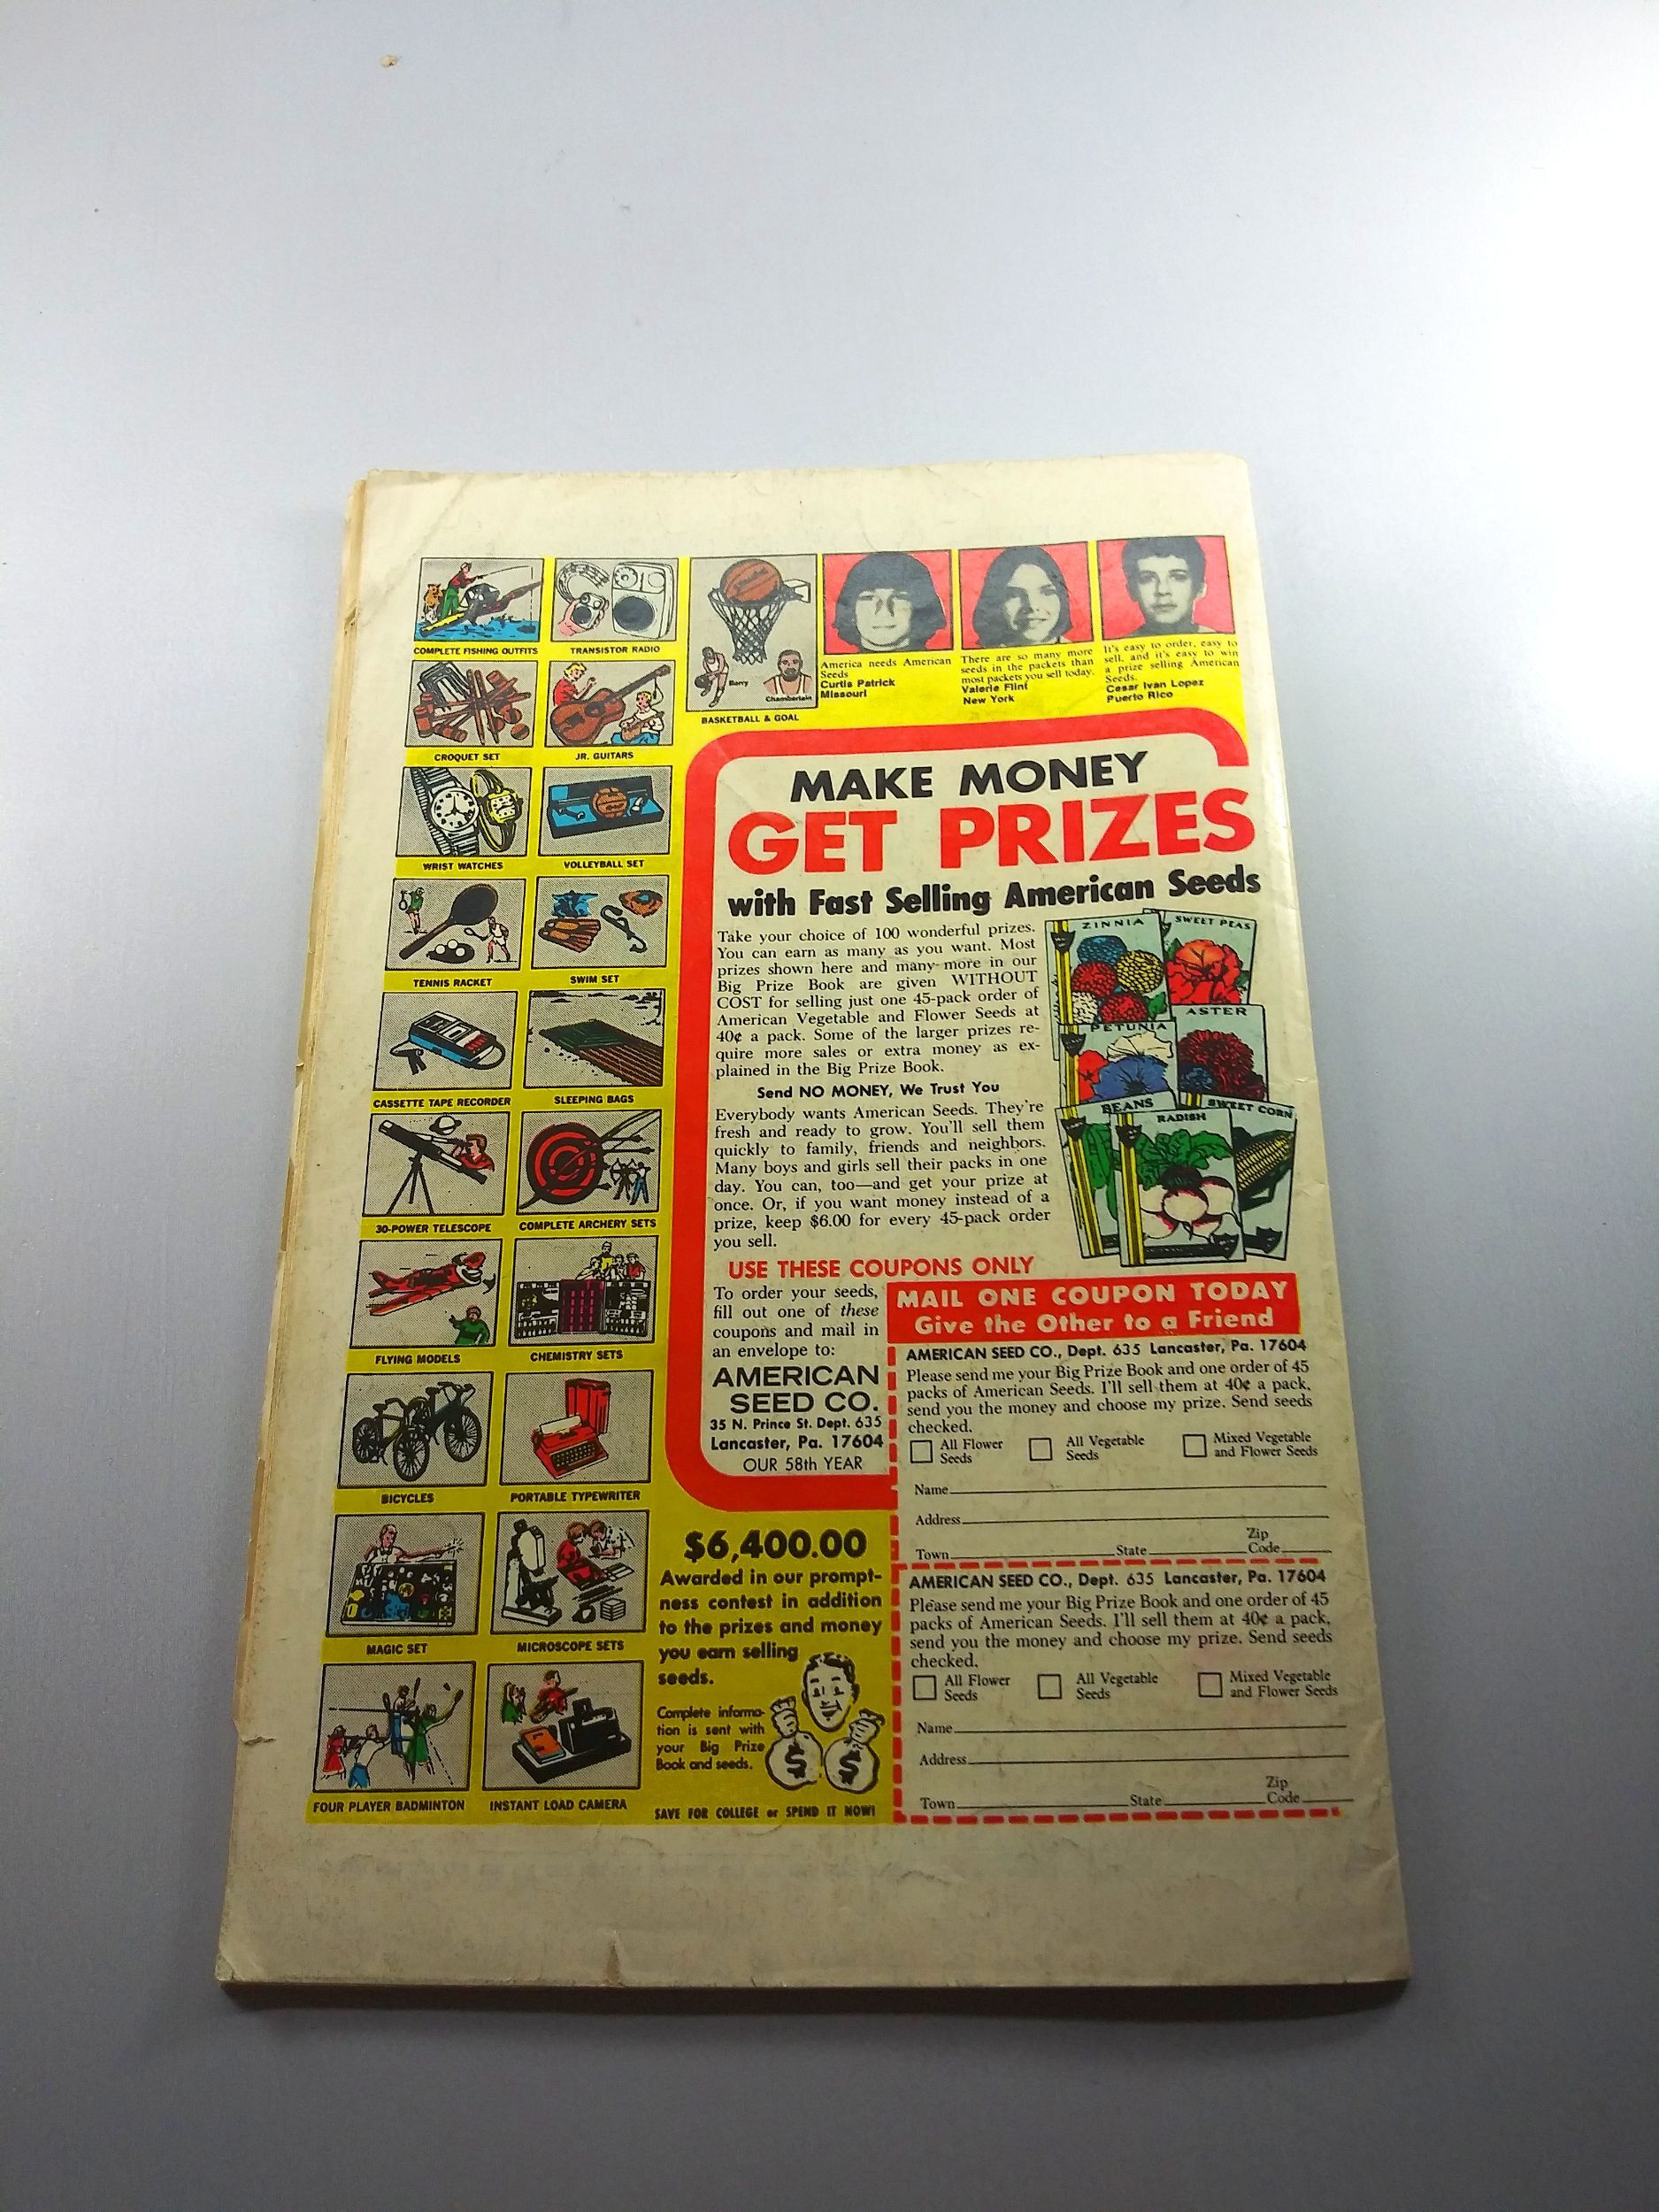 COMPLETE FISHING OUTFITS
TRANSISTOR RADIO
Barry
Chamberlain
BASKETBALL & GOAL
America needs American
Seeds
Curtis Patrick
Missouri
There are so many more
seeds in the packets than
most packets you sell today.
Valerie Flint
New York
It's easy to order, easy to
sell, and it's easy to win
a prize selling American
Seeds.
Cesar Ivan Lopez
Puerto Rico
CROQUET SET
JR. GUITARS
WRIST WATCHES
VOLLEYBALL SET
TENNIS RACKET
SWIM SET
CASSETTE TAPE RECORDER
SLEEPING BAGS
30-POWER TELESCOPE
COMPLETE ARCHERY SETS
FLYING MODELS
CHEMISTRY SETS
BICYCLES
PORTABLE TYPEWRITER
MAGIC SET
MICROSCOPE SETS
FOUR PLAYER BADMINTON
INSTANT LOAD CAMERA
MAKE MONEY
GET PRIZES
with Fast Selling American Seeds
Take your choice of 100 wonderful prizes.
You can earn as many as you want. Most
prizes shown here and many more in our
Big Prize Book are given WITHOUT
COST for selling just one 45-pack order of
American Vegetable and Flower Seeds at
40¢ a pack. Some of the larger prizes re-
quire more sales or extra money as ex-
plained in the Big Prize Book.
Send NO MONEY, We Trust You
Everybody wants American Seeds. They're
fresh and ready to grow. You'll sell them
quickly to family, friends and neighbors.
Many boys and girls sell their packs in one
day. You can, too—and get your prize at
once. Or, if you want money instead of a
prize, keep $6.00 for every 45-pack order
you sell.
ZINNIA
SWEET PEAS
PETUNIA
ASTER
BEANS
RADISH
SWEET CORN
USE THESE COUPONS ONLY
To order your seeds,
fill out one of these
coupons and mail in
an envelope to:
AMERICAN
SEED CO.
35 N. Prince St. Dept. 635
Lancaster, Pa. 17604
OUR 58th YEAR
MAIL ONE COUPON TODAY
Give the Other to a Friend
AMERICAN SEED CO., Dept. 635 Lancaster, Pa. 17604
Please send me your Big Prize Book and one order of 45
packs of American Seeds. I'll sell them at 40¢ a pack,
send you the money and choose my prize. Send seeds
checked.
All Flower Seeds All Vegetable Seeds Mixed Vegetable and Flower Seeds
Name
Address
Town State Zip Code
AMERICAN SEED CO., Dept. 635 Lancaster, Pa. 17604
Please send me your Big Prize Book and one order of 45
packs of American Seeds. I'll sell them at 40¢ a pack,
send you the money and choose my prize. Send seeds
checked.
All Flower Seeds All Vegetable Seeds Mixed Vegetable and Flower Seeds
Name
Address
Town State Zip Code
$6,400.00
Awarded in our prompt-
ness contest in addition
to the prizes and money
you earn selling
seeds.
Complete informa-
tion is sent with
your Big Prize
Book and seeds.
$ $
SAVE FOR COLLEGE or SPEND IT NOW!